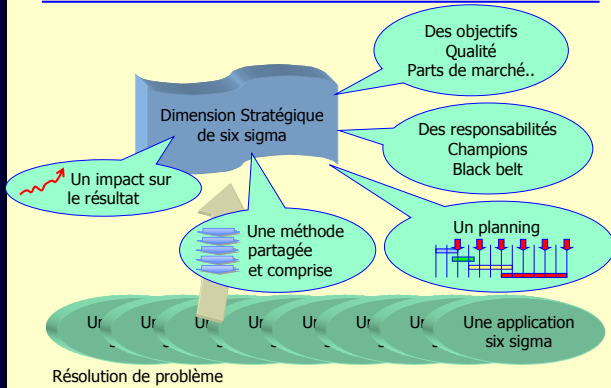 Des objectifs
Qualité
Parts de marché..
Dimension Stratégique
de six sigma
Des responsabilités
Champions
Black belt
Un impact sur
le résultat
Une méthode
partagée
et comprise
Un planning
Une application
six sigma
Résolution de problème